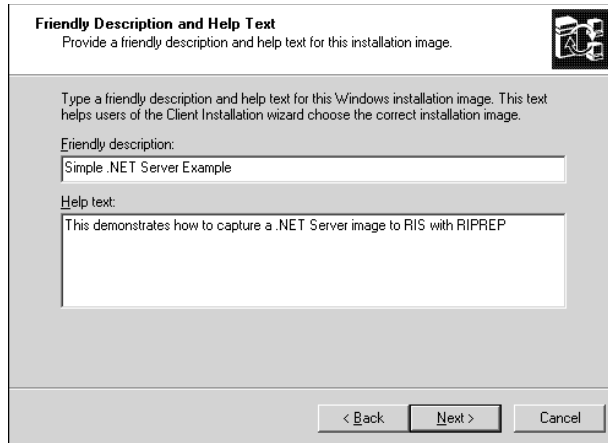 Friendly Description and Help Text
Provide a friendly description and help text for this installation image.
Type a friendly description and help text for this Windows installation image. This text
helps users of the Client Installation wizard choose the correct installation image.
Friendly description:
Simple .NET Server Example
Help text:
This demonstrates how to capture a .NET Server image to RIS with RIPREP
< Back Next > Cancel